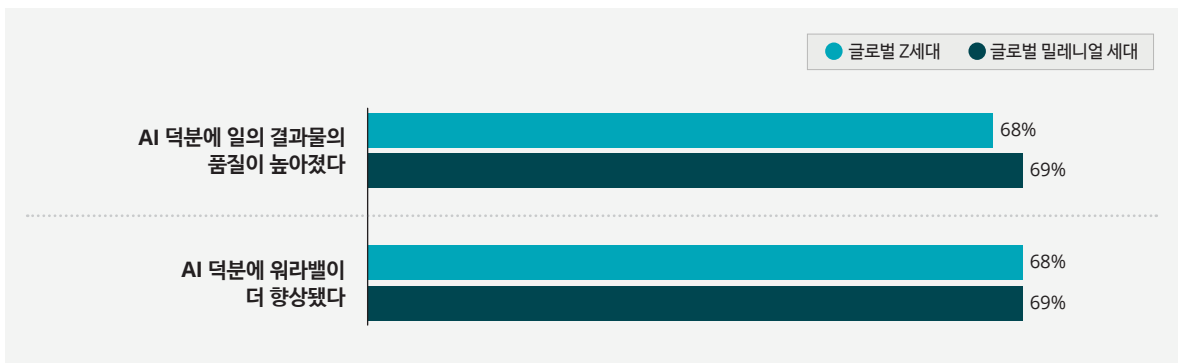 글로벌 Z세대
글로벌 밀레니얼 세대
AI 덕분에 일의 결과물의
품질이 높아졌다
68%
69%
AI 덕분에 워라밸이
더 향상됐다
68%
69%